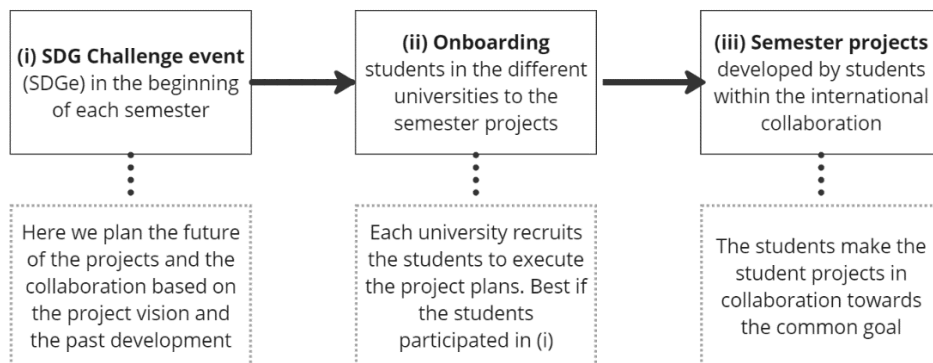 (i) SDG Challenge event
(SDGe) in the beginning
of each semester
(ii) Onboarding
students in the different
universities to the
semester projects
(iii) Semester projects
developed by students
within the international
collaboration
Here we plan the future
of the projects and the
collaboration based on
the project vision and
the past development
Each university recruits
the students to execute
the project plans. Best if
the students
participated in (i)
The students make the
student projects in
collaboration towards
the common goal